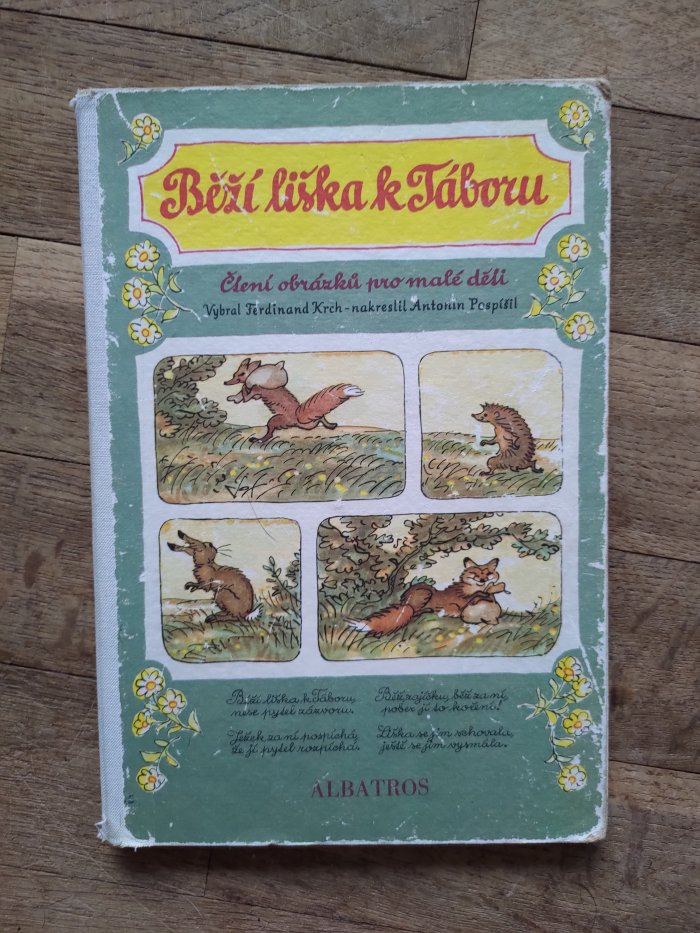 Běží liška k Táboru
Čtení obrázků pro malé děti
Vybral Ferdinand Krch - nakreslil Antonín Pospíšil
Běží liška k Táboru,
nese pytel zázvoru.
Ježek za ní pospíchá,
že jí pytel rozpíchá.
Běž zajíčku, běž za ní,
pober jí to koření!
Liška se jim schovala,
ještě se jim vysmála.
ALBATROS